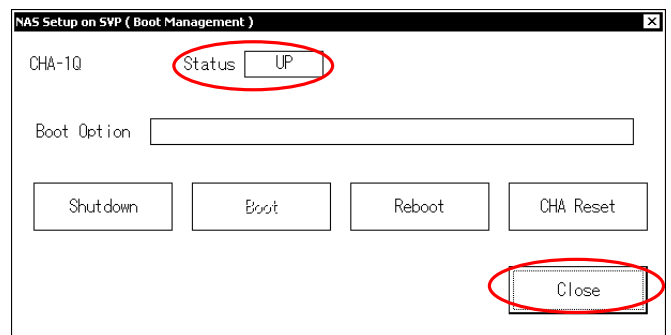 NAS Setup on SVP ( Boot Management )
CHA-1Q Status UP
Boot Option
Shutdown Boot Reboot CHA Reset
Close